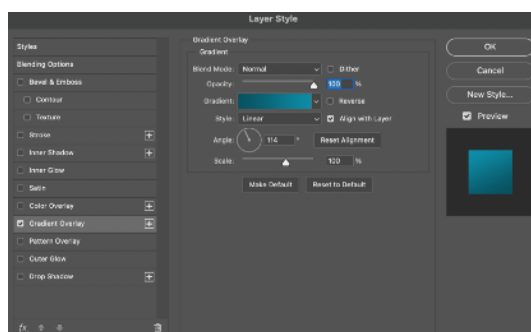 Layer Style
Styles
Blending Options
Bevel & Emboss
Contour
Texture
Stroke
Inner Shadow
Inner Glow
Satin
Color Overlay
Gradient Overlay
Pattern Overlay
Outer Glow
Drop Shadow
fx
Gradient Overlay
Gradient
Blend Mode: Normal Dither
Opacity: 100 %
Gradient: Reverse
Style: Linear Align with Layer
Angle: 114 ° Reset Alignment
Scale: 100 %
Make Default Reset to Default
OK
Cancel
New Style...
Preview